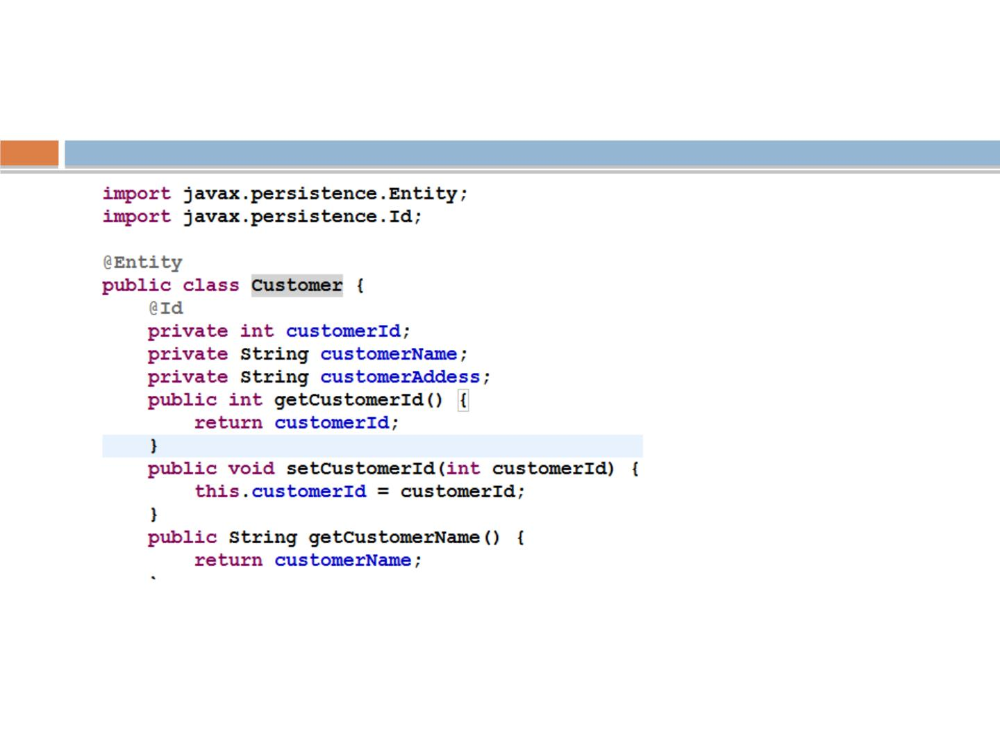 import javax.persistence.Entity;
import javax.persistence.Id;
@Entity
public class Customer {
@Id
private int customerId;
private String customerName;
private String customerAddess;
public int getCustomerId() {
return customerId;
}
public void setCustomerId(int customerId) {
this.customerId = customerId;
}
public String getCustomerName() {
return customerName;